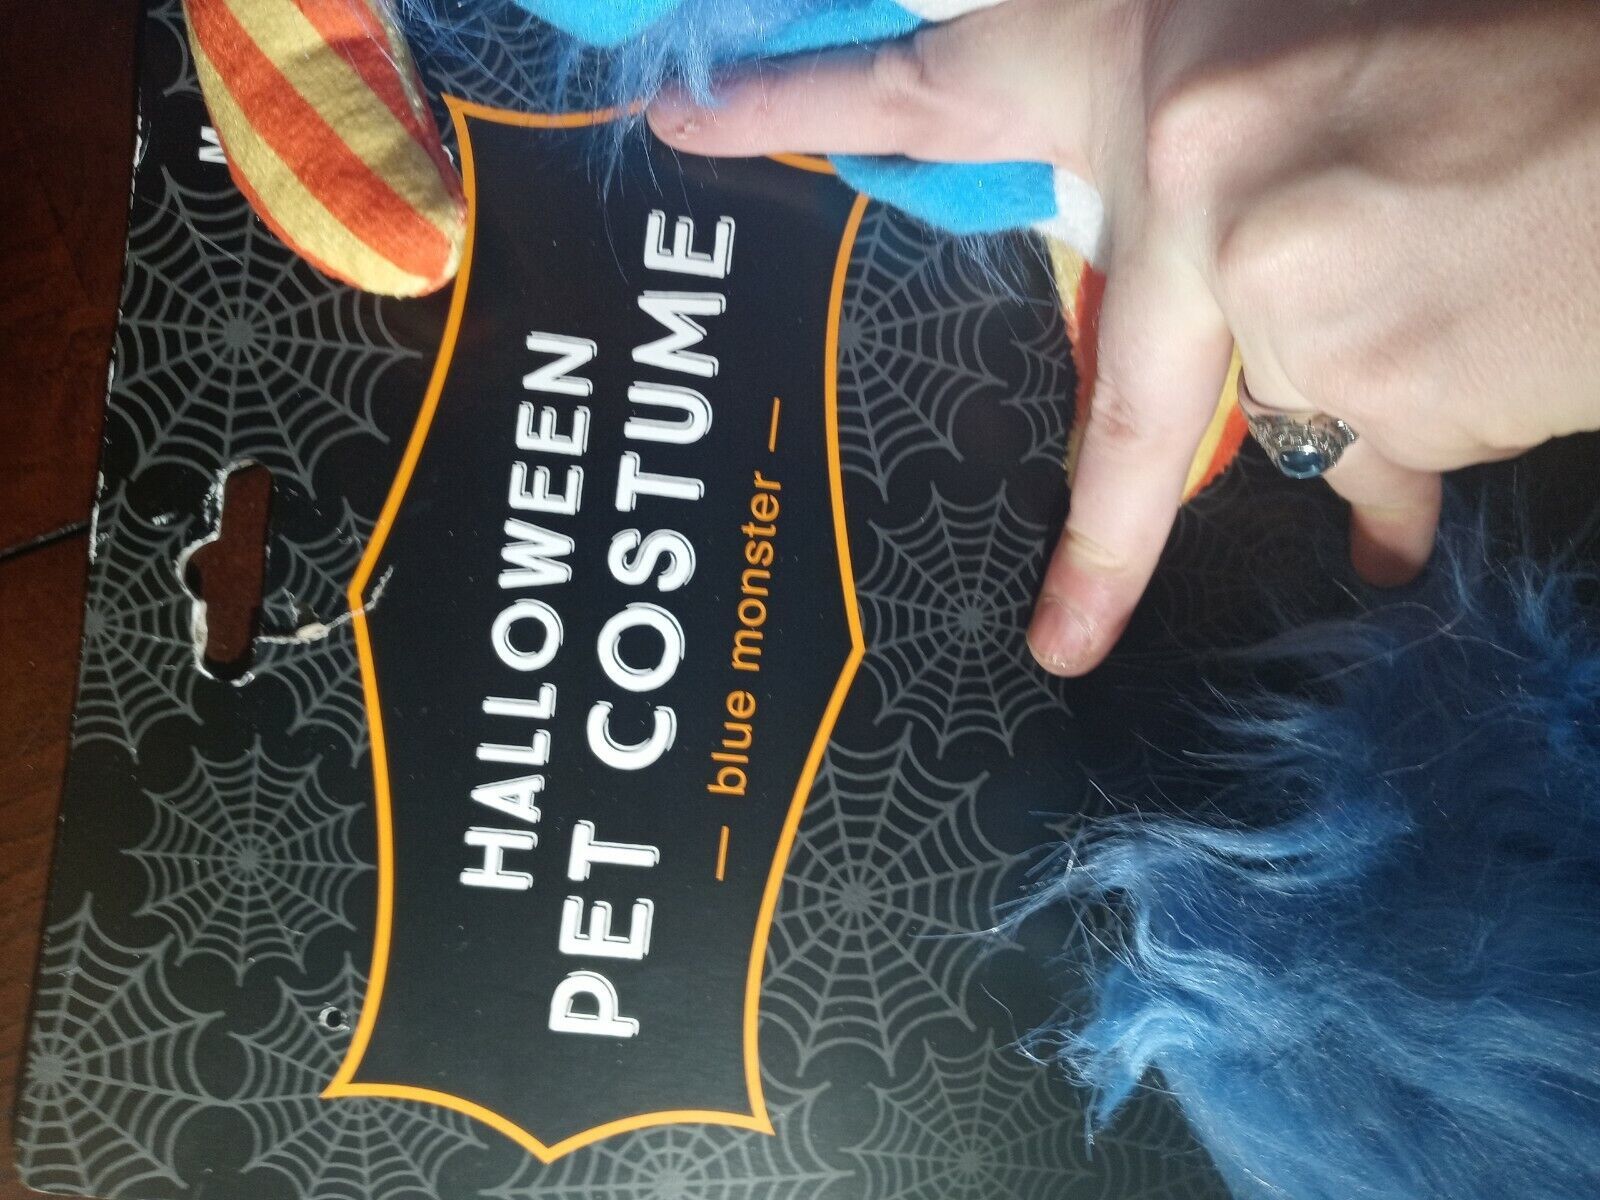 HALLOWEEN
PET COSTUME
— blue monster —